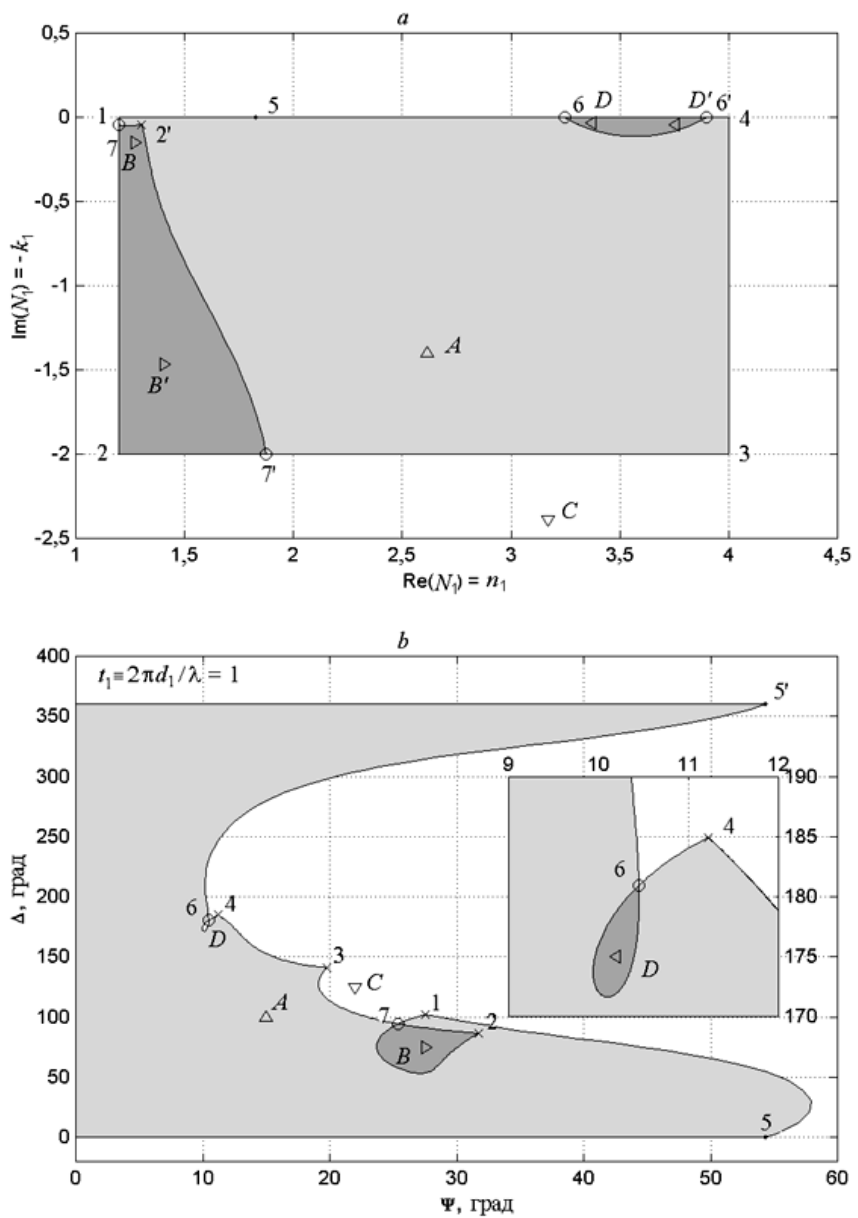 a
0,5
0
-0,5
-1
-1,5
-2
-2,5
Im(N₁) = -k₁
1 5 6 D D' 6' 4
7 2'
B
A
B'
2 7' 3
C
1 1,5 2 2,5 3 3,5 4 4,5
Re(N₁) = n₁
b
400
350
300
250
200
150
100
50
0
Δ, град
t₁≡2πd₁/λ = 1
5'
9 10 11 12
190
185
180
170
4
6
175
D
6 4
D
3
C
A
7 1 2
B
5
0 10 20 30 40 50 60
Ψ, град